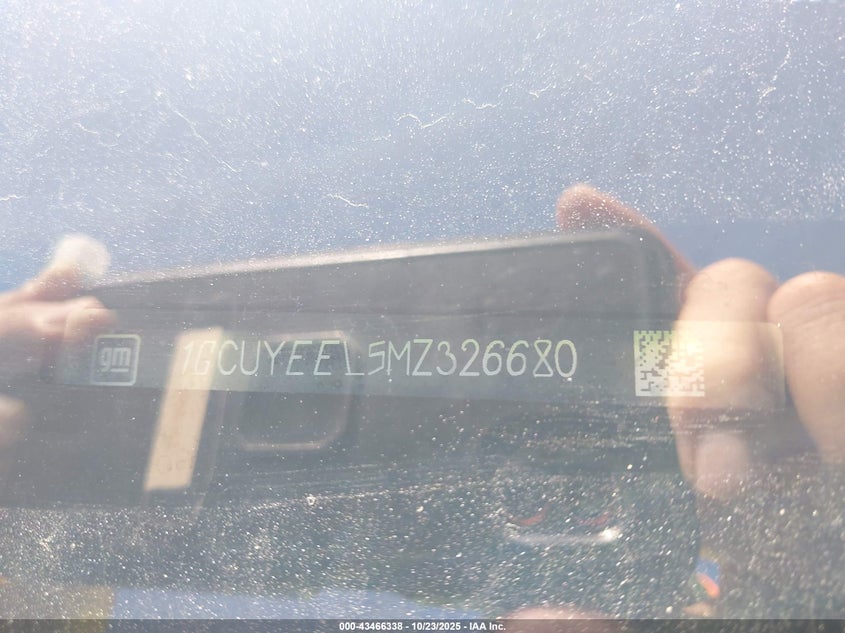 gm 1GCUYEEL5MZ326680
000-43466338 - 10/23/2025 - IAA Inc.